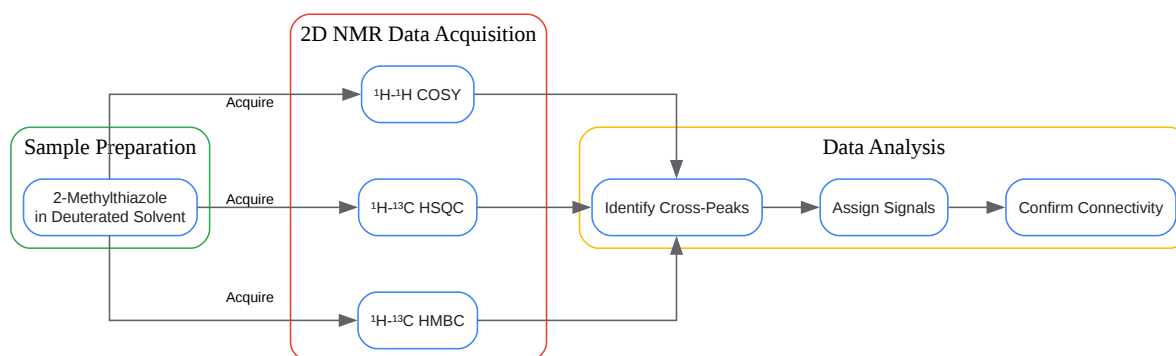 2D NMR Data Acquisition
¹H-¹H COSY
Acquire
Sample Preparation
Data Analysis
2-Methylthiazole
in Deuterated Solvent
Acquire
¹H-¹³C HSQC
Identify Cross-Peaks
Assign Signals
Confirm Connectivity
Acquire
¹H-¹³C HMBC